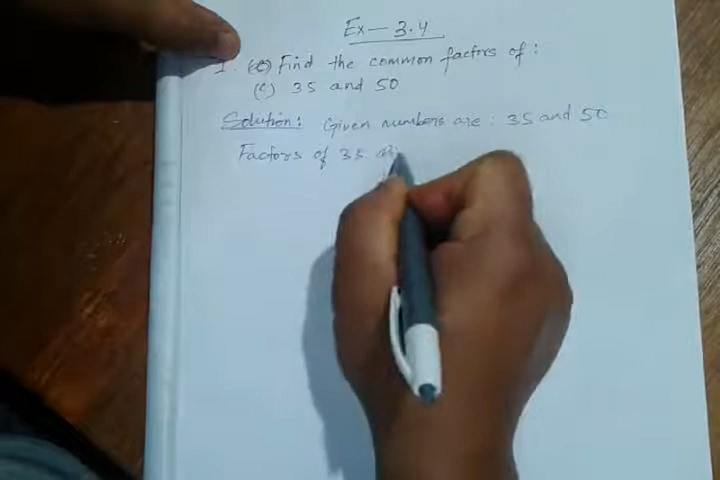 Ex — 3.4
1. (c) Find the common factors of :
(c) 35 and 50
Solution: Given numbers are : 35 and 50
Factors of 35